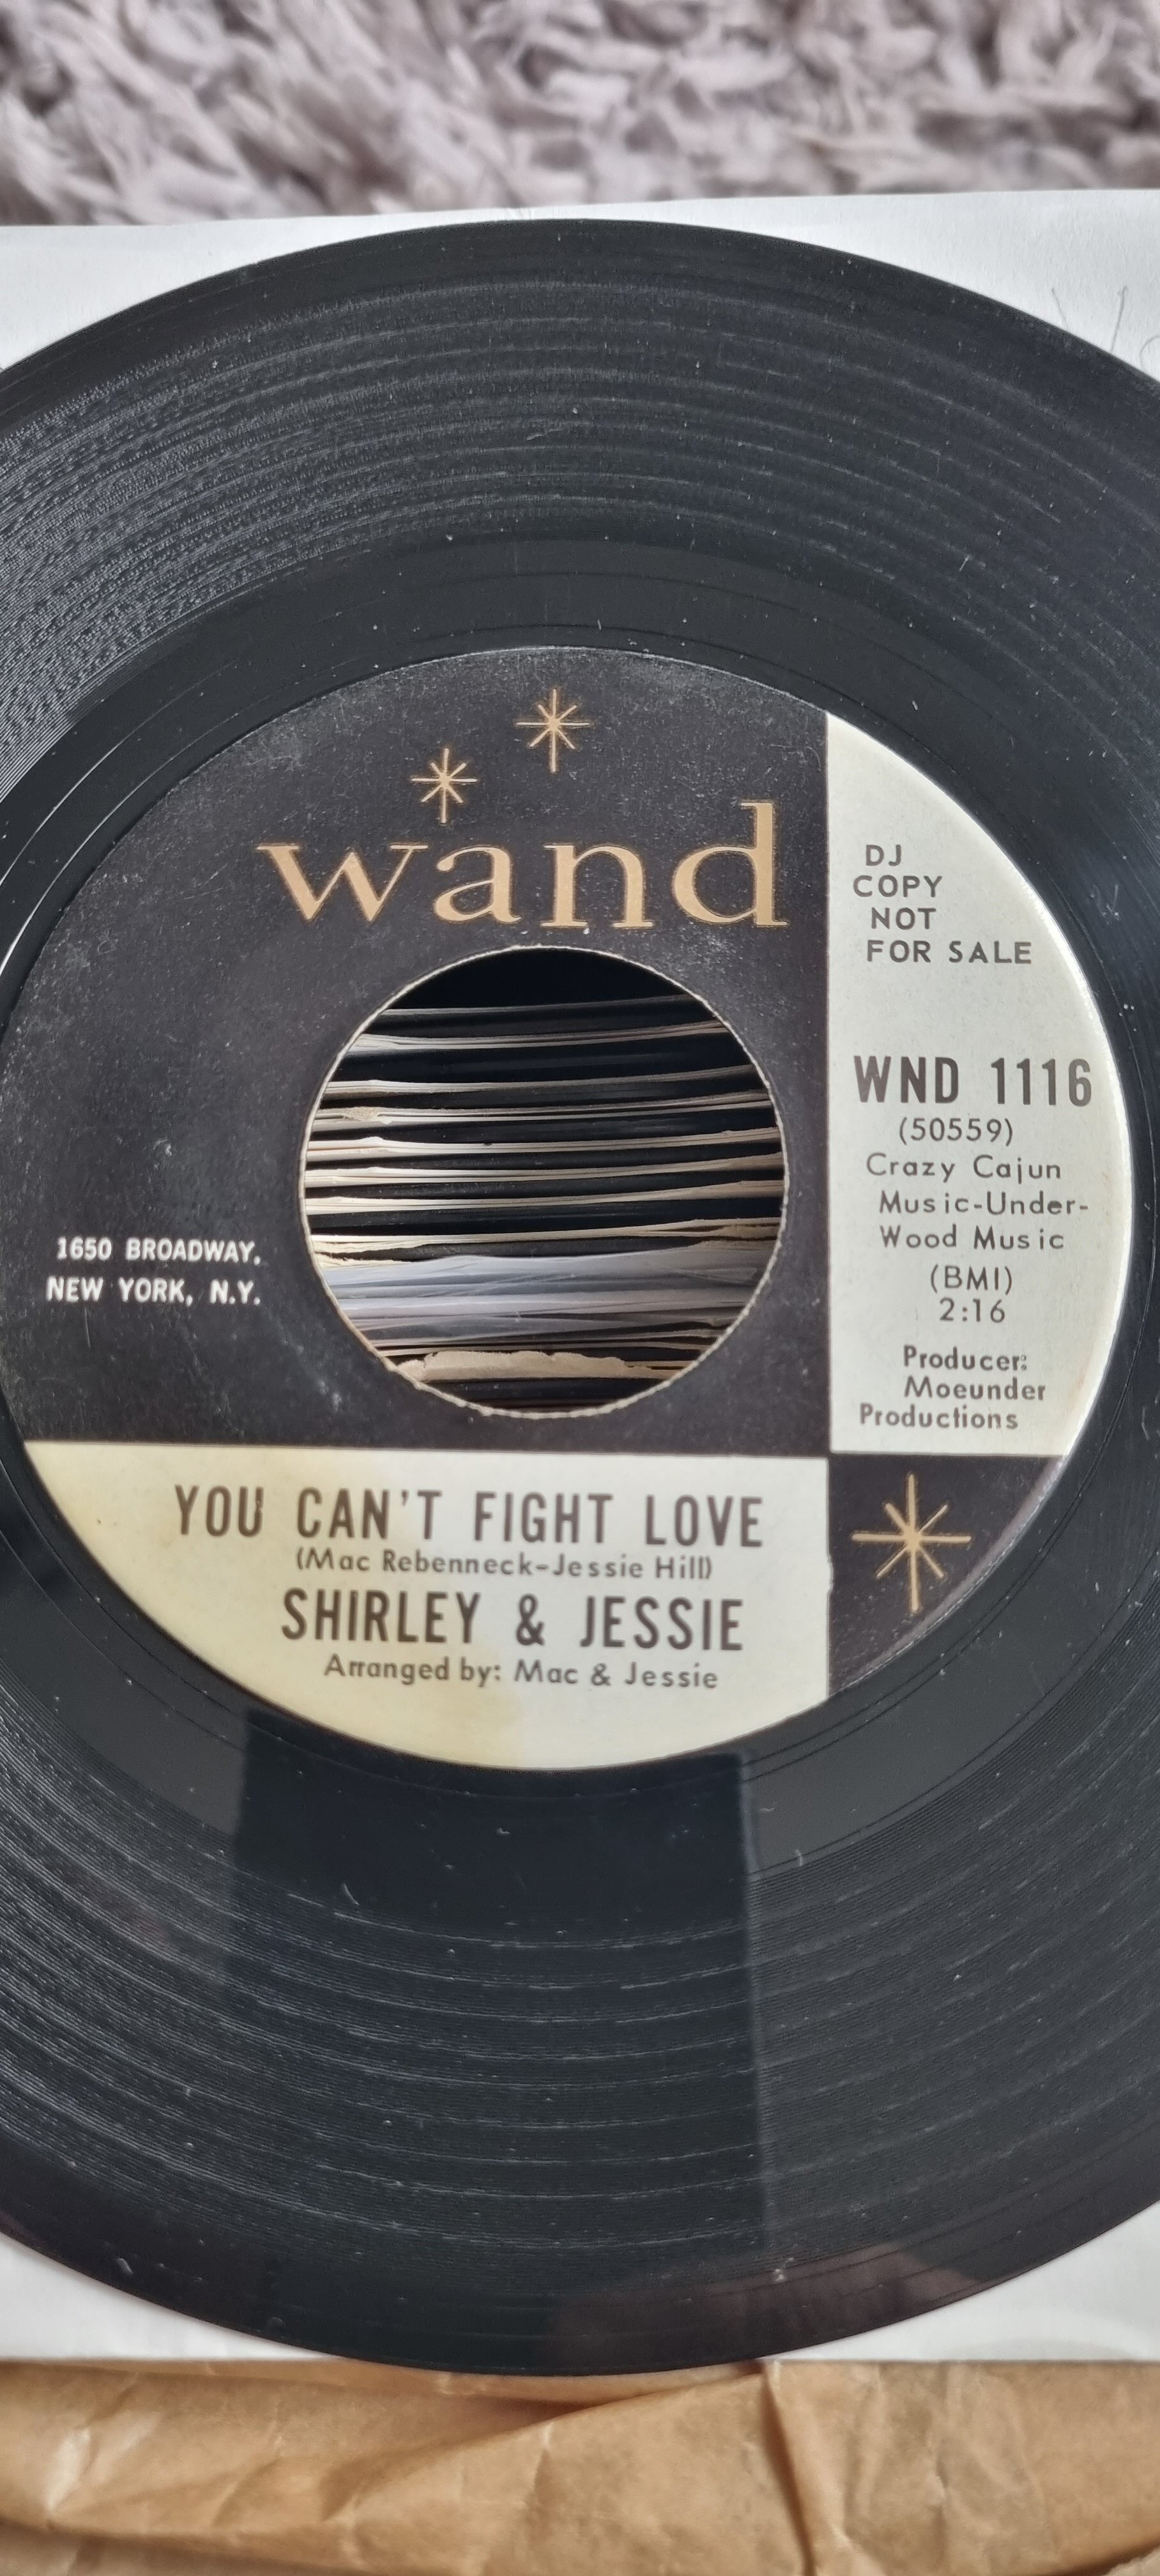 wand
DJ
COPY
NOT
FOR SALE
WND 1116
(50559)
Crazy Cajun
Music-Under-
Wood Music
(BMI)
2:16
Producer:
Moeunder
Productions
1650 BROADWAY,
NEW YORK, N.Y.
YOU CAN'T FIGHT LOVE
(Mac Rebenneck-Jessie Hill)
SHIRLEY & JESSIE
Arranged by: Mac & Jessie